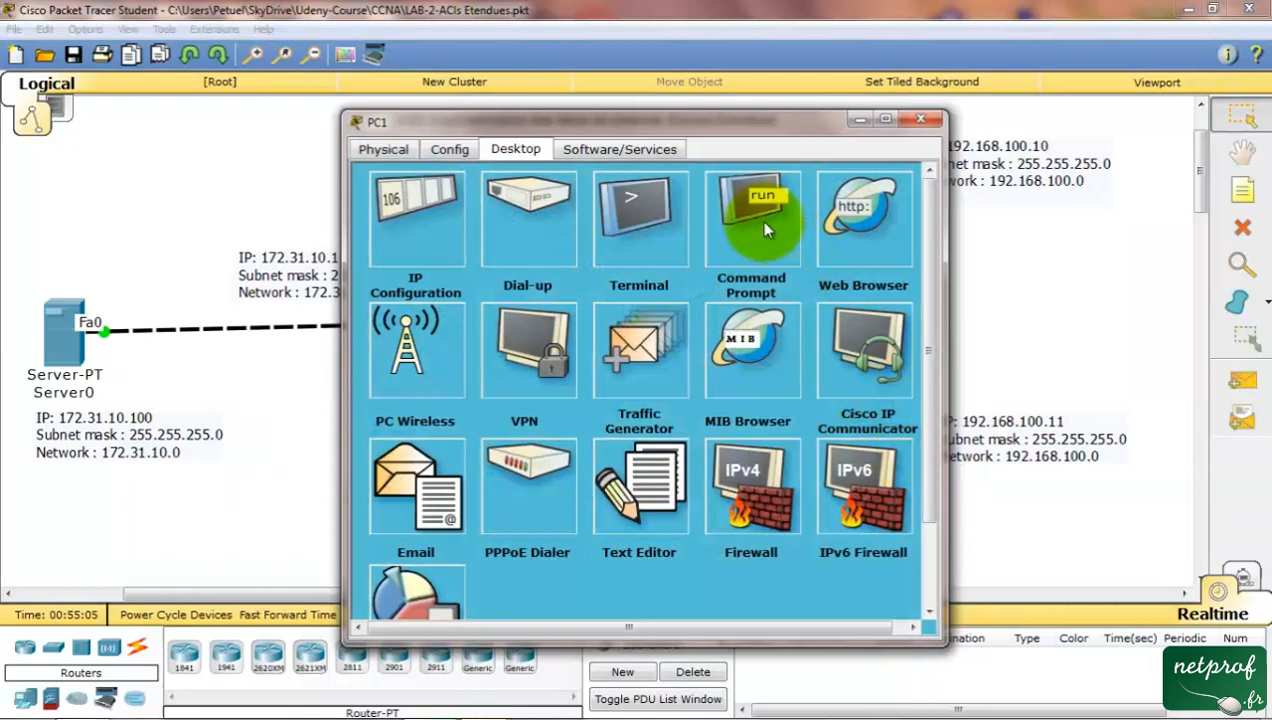 Cisco Packet Tracer Student - C:\Users\Petuel\SkyDrive\Udeny-Course\CCNA\LAB-2-ACIs Etendues.pkt
File Edit Options View Tools Extensions Help
Logical [Root] New Cluster Move Object Set Tiled Background Viewport
PC1
Physical Config Desktop Software/Services
106
>
run
http:
IP Configuration
Dial-up
Terminal
Command Prompt
Web Browser
MIB
PC Wireless
VPN
Traffic Generator
MIB Browser
Cisco IP Communicator
@
IPv4
IPv6
Email
PPPoE Dialer
Text Editor
Firewall
IPv6 Firewall
IP: 172.31.10.1
Subnet mask : 2
Network : 172.3
Fa0
Server-PT
Server0
IP: 172.31.10.100
Subnet mask : 255.255.255.0
Network : 172.31.10.0
92.168.100.10
net mask : 255.255.255.0
work : 192.168.100.0
IP: 192.168.100.11
ubnet mask : 255.255.255.0
etwork : 192.168.100.0
Time: 00:55:05 Power Cycle Devices Fast Forward Time
Realtime
Routers
1841 1941 2620XM 2621XM 2811 2901 2911 Generic Generic
Router-PT
New Delete
Toggle PDU List Window
ination Type Color Time(sec) Periodic Num
netprof
.fr